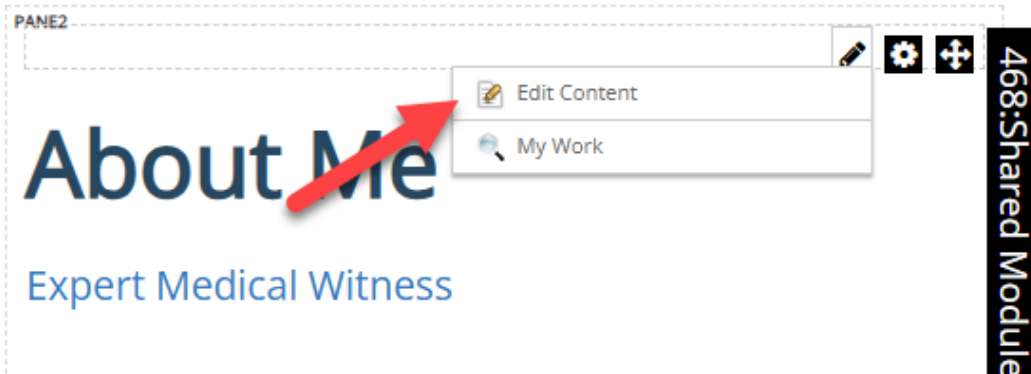 PANE2
Edit Content
My Work
About Me
Expert Medical Witness
468:Shared Module